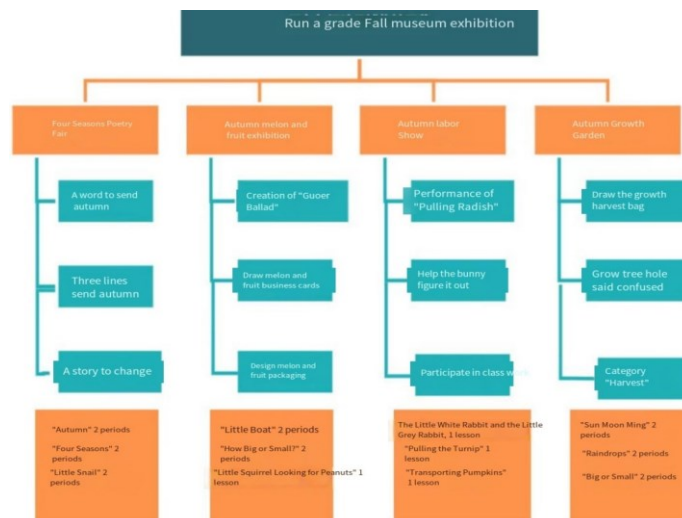 Run a grade Fall museum exhibition
Four Seasons Poetry
Fair
Autumn melon and
fruit exhibition
Autumn labor
Show
Autumn Growth
Garden
A word to send
autumn
Creation of "Guoer
Ballad"
Performance of
"Pulling Radish"
Draw the growth
harvest bag
Three lines
send autumn
Draw melon and
fruit business cards
Help the bunny
figure it out
Grow tree hole
said confused
A story to change
Design melon and
fruit packaging
Participate in class
Category
"Harvest"
"Autumn" 2 periods
"Four Seasons" 2
periods
"Little Snail" 2
periods
"Little Boat" 2 periods
"How Big or Small?" 2
periods
"Little Squirrel Looking for Peanuts" 1
lesson
The Little White Rabbit and the Little
Grey Rabbit, 1 lesson
"Pulling the Turnip" 1
lesson
"Transporting Pumpkins"
1 lesson
"Sun Moon Ming" 2
periods
"Raindrops" 2 periods
"Big or Small" 2 periods